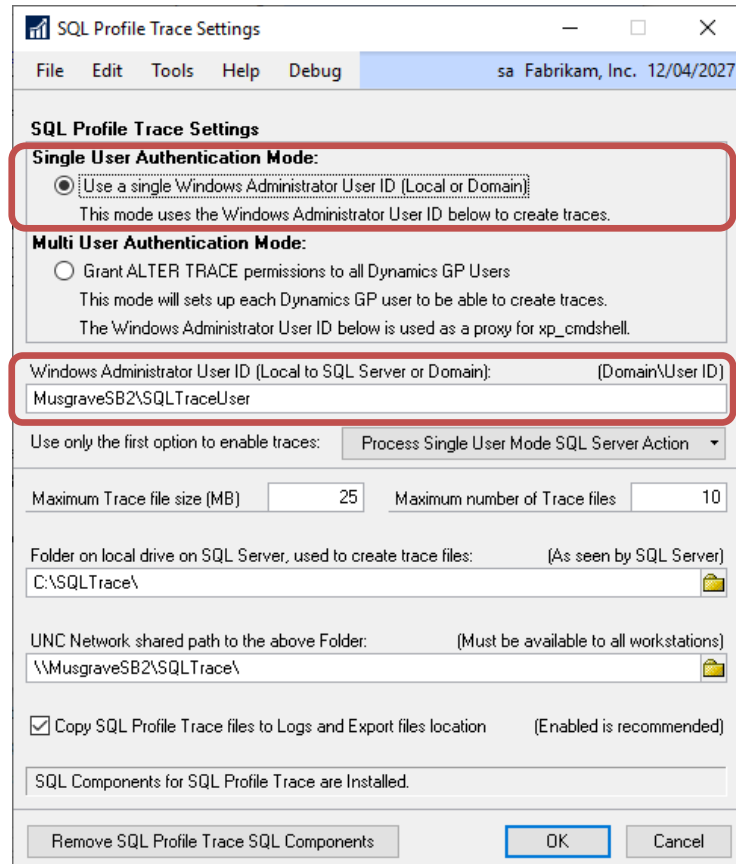 SQL Profile Trace Settings
File Edit Tools Help Debug sa Fabrikam, Inc. 12/04/2027
SQL Profile Trace Settings
Single User Authentication Mode:
Use a single Windows Administrator User ID (Local or Domain)
This mode uses the Windows Administrator User ID below to create traces.
Multi User Authentication Mode:
Grant ALTER TRACE permissions to all Dynamics GP Users
This mode will sets up each Dynamics GP user to be able to create traces.
The Windows Administrator User ID below is used as a proxy for xp_cmdshell.
Windows Administrator User ID (Local to SQL Server or Domain): (Domain\User ID)
MusgraveSB2\SQLTraceUser
Use only the first option to enable traces: Process Single User Mode SQL Server Action
Maximum Trace file size (MB) 25 Maximum number of Trace files 10
Folder on local drive on SQL Server, used to create trace files: (As seen by SQL Server)
C:\SQLTrace\
UNC Network shared path to the above Folder: (Must be available to all workstations)
\\MusgraveSB2\SQLTrace\
Copy SQL Profile Trace files to Logs and Export files location (Enabled is recommended)
SQL Components for SQL Profile Trace are Installed.
Remove SQL Profile Trace SQL Components OK Cancel